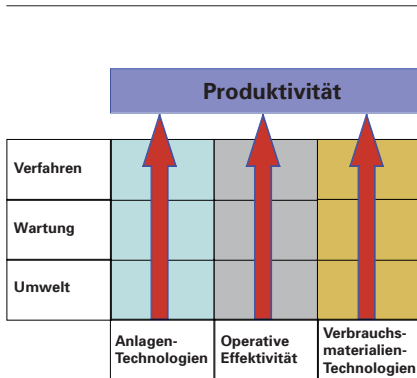 Produktivität
Verfahren
Wartung
Umwelt
Anlagen-
Technologien
Operative
Effektivität
Verbrauchs-
materialien-
Technologien